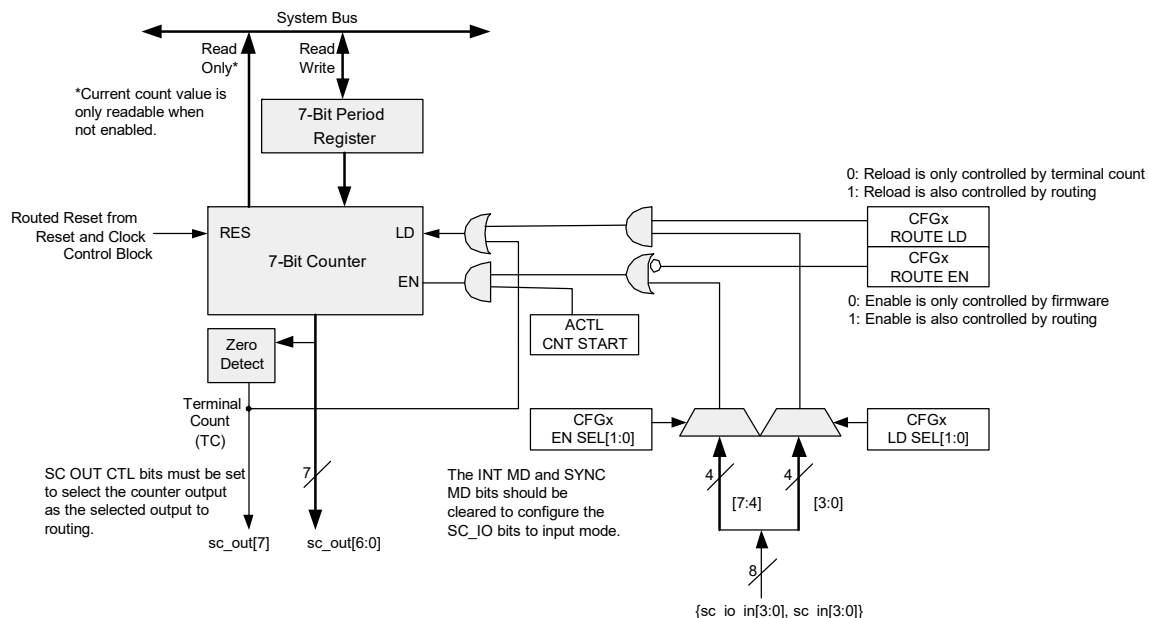 System Bus
Read
Only*
Read
Write
*Current count value is
only readable when
not enabled.
7-Bit Period
Register
0: Reload is only controlled by terminal count
1: Reload is also controlled by routing
Routed Reset from
Reset and Clock
Control Block
RES
LD
7-Bit Counter
EN
CFGx
ROUTE LD
CFGx
ROUTE EN
0: Enable is only controlled by firmware
1: Enable is also controlled by routing
ACTL
CNT START
Zero
Detect
Terminal
Count
(TC)
CFGx
EN SEL[1:0]
CFGx
LD SEL[1:0]
SC OUT CTL bits must be set
to select the counter output
as the selected output to
routing.
7
The INT MD and SYNC
MD bits should be
cleared to configure the
SC_IO bits to input mode.
4
[7:4]
4
[3:0]
sc_out[7]
sc_out[6:0]
8
{sc_io_in[3:0], sc_in[3:0]}